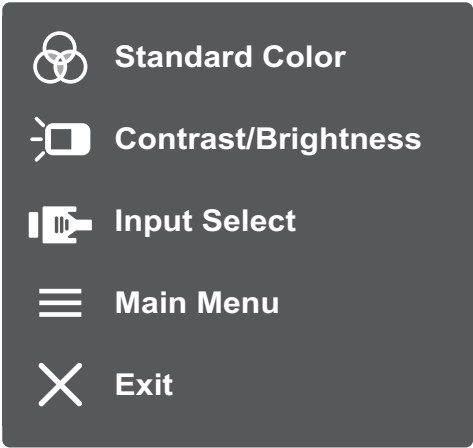 Standard Color
Contrast/Brightness
Input Select
Main Menu
Exit